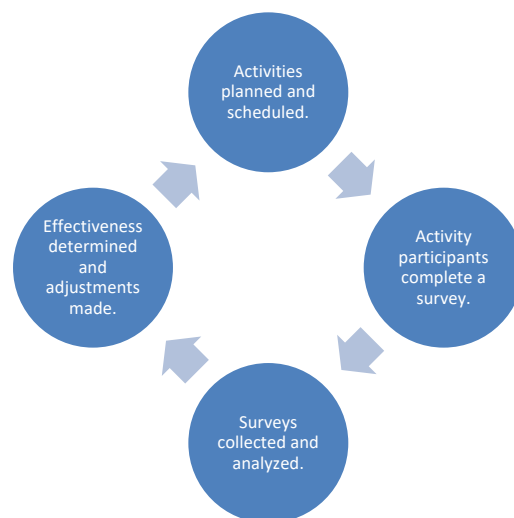 Activities
planned and
scheduled.
Activity
participants
complete a
survey.
Surveys
collected and
analyzed.
Effectiveness
determined
and
adjustments
made.